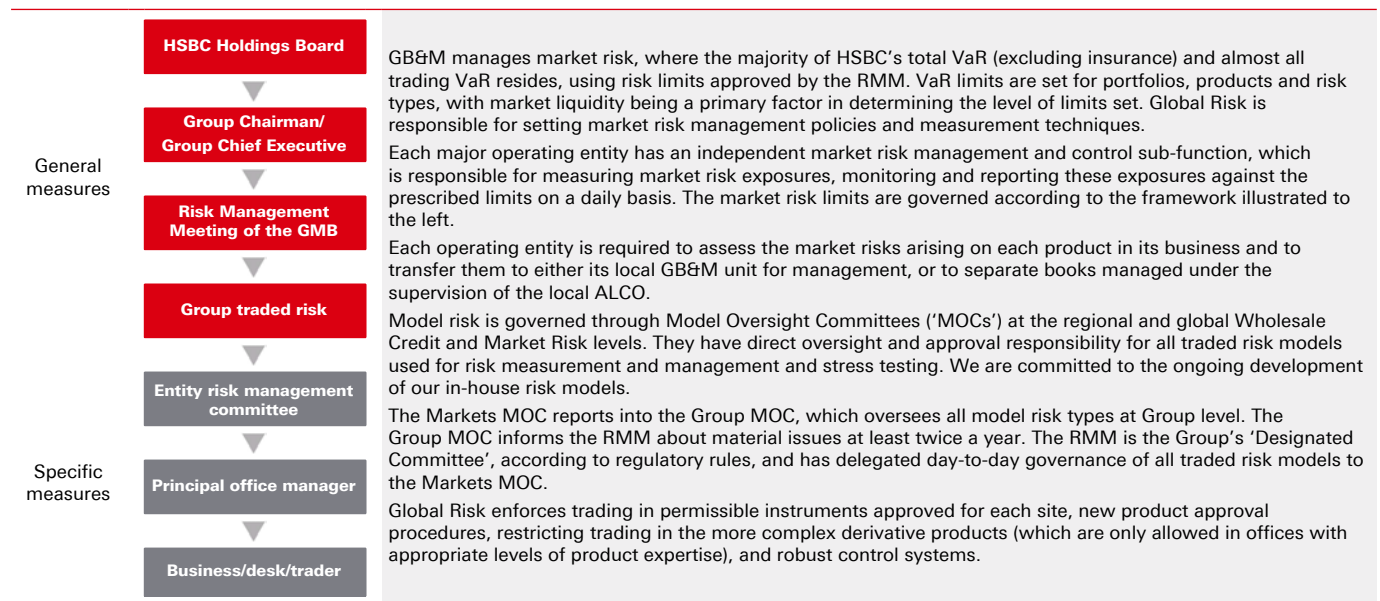 General
measures
Specific
measures
HSBC Holdings Board
Group Chairman/
Group Chief Executive
Risk Management
Meeting of the GMB
Group traded risk
Entity risk management
committee
Principal office manager
Business/desk/trader
GB&M manages market risk, where the majority of HSBC's total VaR (excluding insurance) and almost all
trading VaR resides, using risk limits approved by the RMM. VaR limits are set for portfolios, products and risk
types, with market liquidity being a primary factor in determining the level of limits set. Global Risk is
responsible for setting market risk management policies and measurement techniques.
Each major operating entity has an independent market risk management and control sub-function, which
is responsible for measuring market risk exposures, monitoring and reporting these exposures against the
prescribed limits on a daily basis. The market risk limits are governed according to the framework illustrated to
the left.
Each operating entity is required to assess the market risks arising on each product in its business and to
transfer them to either its local GB&M unit for management, or to separate books managed under the
supervision of the local ALCO.
Model risk is governed through Model Oversight Committees ('MOCs') at the regional and global Wholesale
Credit and Market Risk levels. They have direct oversight and approval responsibility for all traded risk models
used for risk measurement and management and stress testing. We are committed to the ongoing development
of our in-house risk models.
The Markets MOC reports into the Group MOC, which oversees all model risk types at Group level. The
Group MOC informs the RMM about material issues at least twice a year. The RMM is the Group's 'Designated
Committee', according to regulatory rules, and has delegated day-to-day governance of all traded risk models to
the Markets MOC.
Global Risk enforces trading in permissible instruments approved for each site, new product approval
procedures, restricting trading in the more complex derivative products (which are only allowed in offices with
appropriate levels of product expertise), and robust control systems.